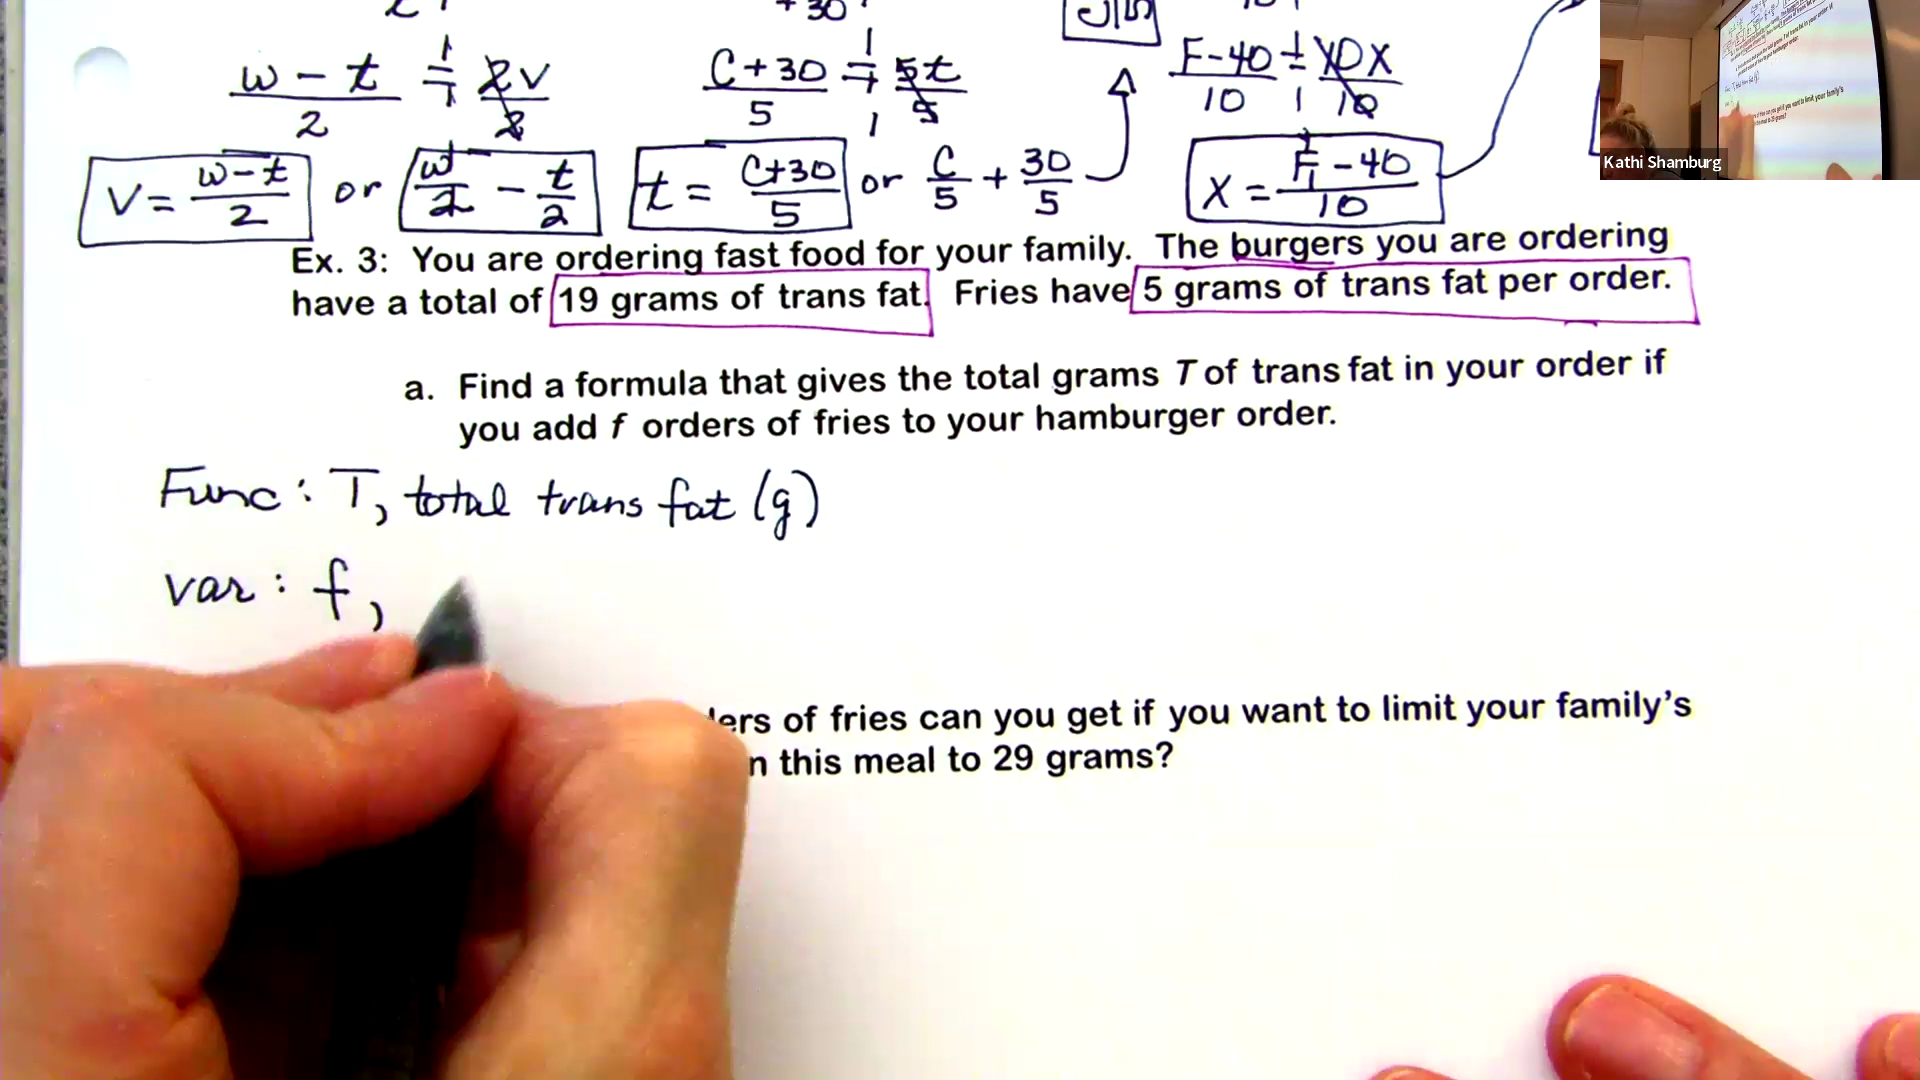 +30
w - t = 2v
2 1 2
C+30 = 5t
5 1 5
F-40 = 10x
10 1 10
v = w-t/2 or w/2 - t/2
t = C+30/5 or C/5 + 30/5
x = F-40/10
Kathi Shamburg
Ex. 3: You are ordering fast food for your family. The burgers you are ordering
have a total of 19 grams of trans fat. Fries have 5 grams of trans fat per order.
a. Find a formula that gives the total grams T of trans fat in your order if
you add f orders of fries to your hamburger order.
Func: T, total trans fat (g)
var: f,
of fries can you get if you want to limit your family's
this meal to 29 grams?